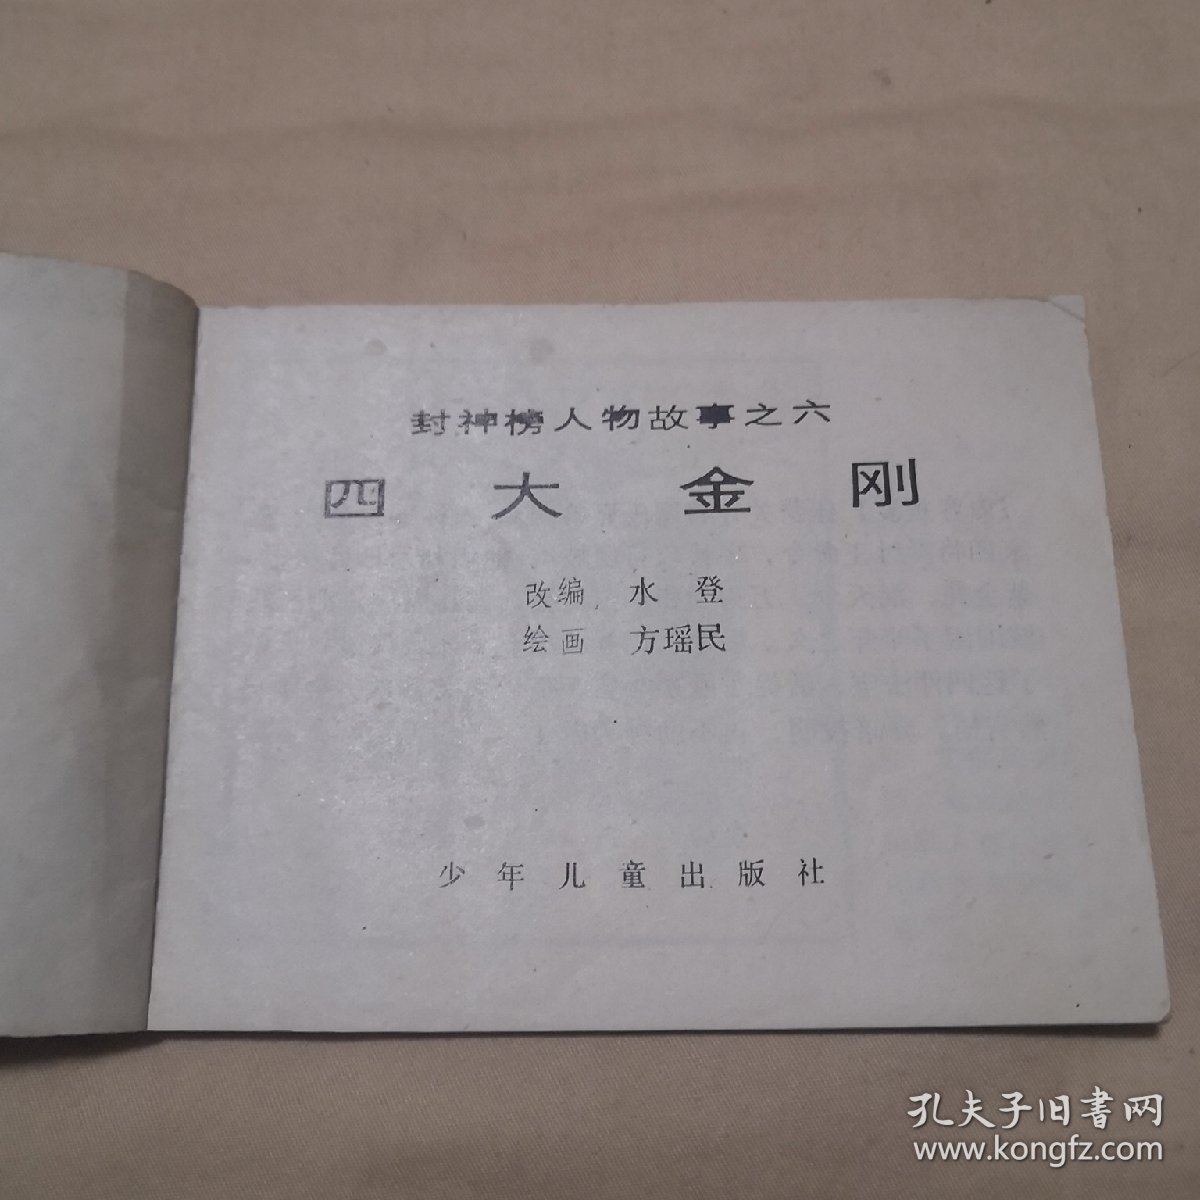 封神榜人物故事之六
四大金刚
改编 水登
绘画 方瑶民
少年儿童出版社
孔夫子旧书网
www.kongfz.com